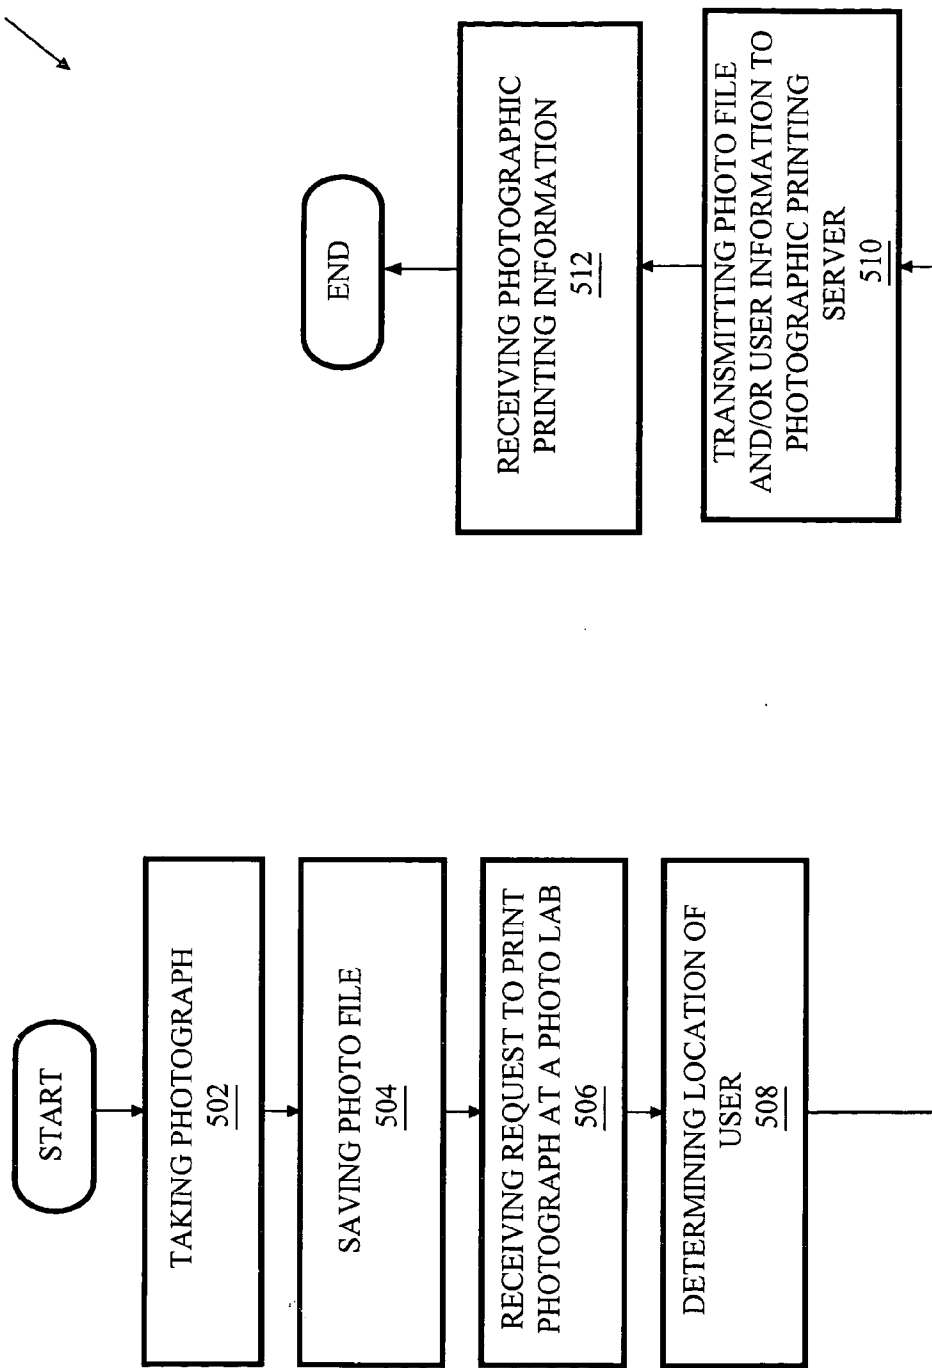 START
TAKING PHOTOGRAPH
502
SAVING PHOTO FILE
504
RECEIVING REQUEST TO PRINT
PHOTOGRAPH AT A PHOTO LAB
506
DETERMINING LOCATION OF
USER
508
TRANSMITTING PHOTO FILE
AND/OR USER INFORMATION TO
PHOTOGRAPHIC PRINTING
SERVER
510
RECEIVING PHOTOGRAPHIC
PRINTING INFORMATION
512
END